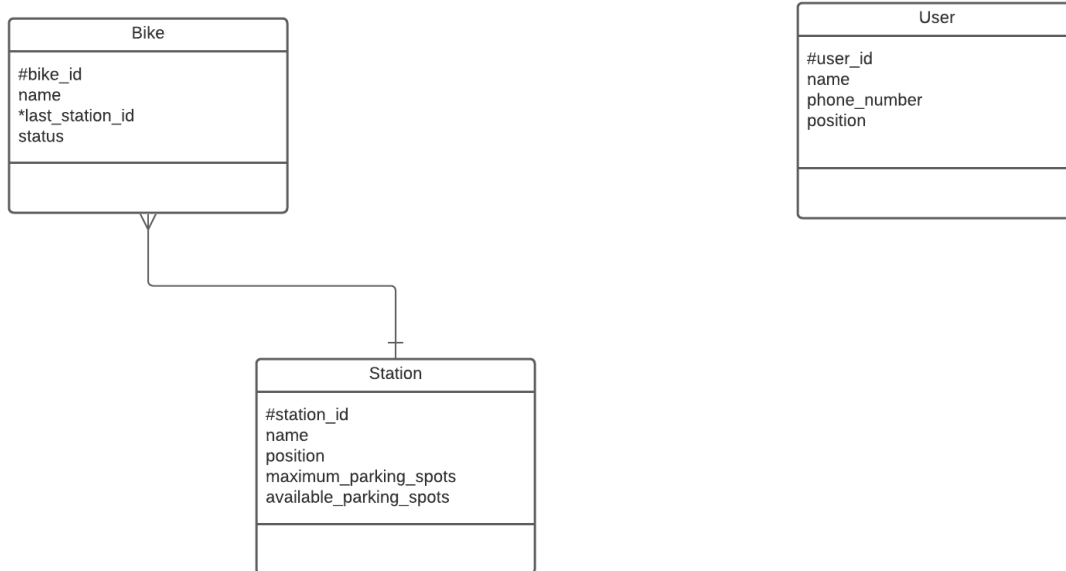 Bike
#bike_id
name
*last_station_id
status
User
#user_id
name
phone_number
position
Station
#station_id
name
position
maximum_parking_spots
available_parking_spots